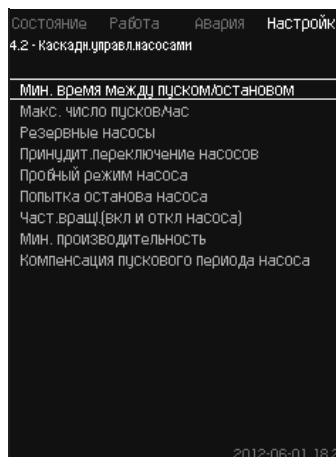 Состояние Работа Авария Настройк
4.2 - Каскадн.управл.насосами
Мин. время между пуском/остановом
Макс. число пусков/час
Резервные насосы
Принудит.переключение насосов
Пробный режим насоса
Попытка останова насоса
Част.вращ.(вкл и откл насоса)
Мин. производительность
Компенсация пускового периода насоса
2012-06-01 18:2